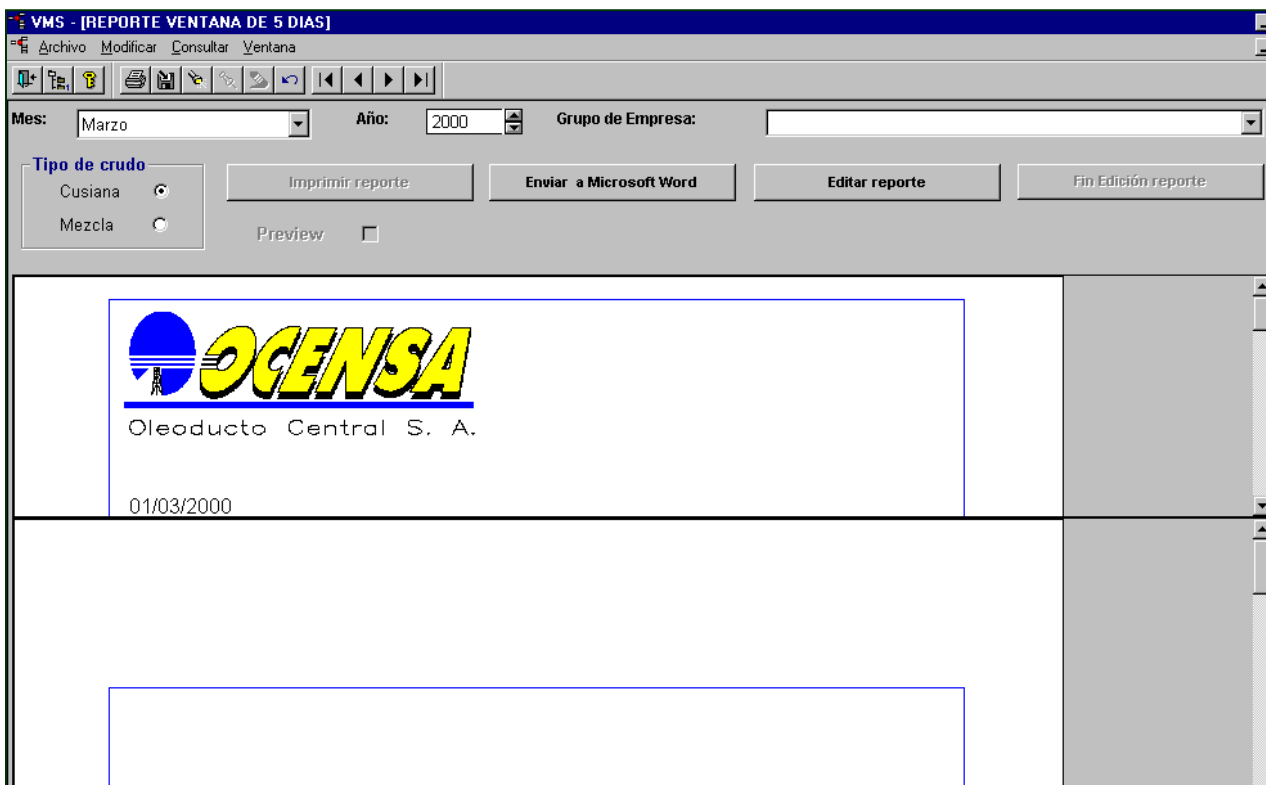 VMS - [REPORTE VENTANA DE 5 DIAS]
Archivo Modificar Consultar Ventana
Mes: Marzo Año: 2000 Grupo de Empresa:
Tipo de crudo
Cusiana Imprimir reporte Enviar a Microsoft Word Editar reporte Fin Edición reporte
Mezcla Preview
OCENSA
Oleoducto Central S. A.
01/03/2000